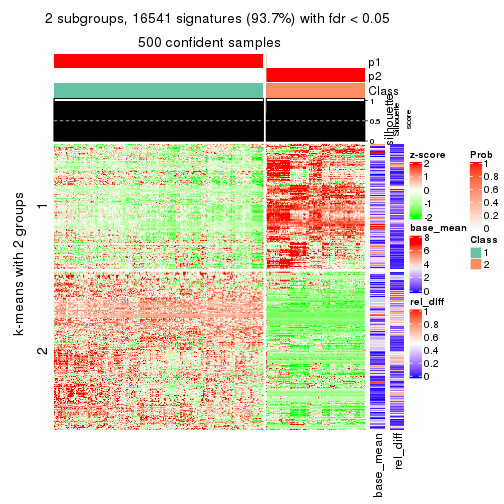 2 subgroups, 16541 signatures (93.7%) with fdr < 0.05
500 confident samples
p1
p2
Class
1
0.5
0
silhouette
Silhouette
score
k-means with 2 groups
1
2
base_mean
rel_diff
z-score
2
1
0
-1
-2
base_mean
8
6
4
2
0
rel_diff
1
0.8
0.6
0.4
0.2
0
Prob
1
0.8
0.6
0.4
0.2
0
Class
1
2